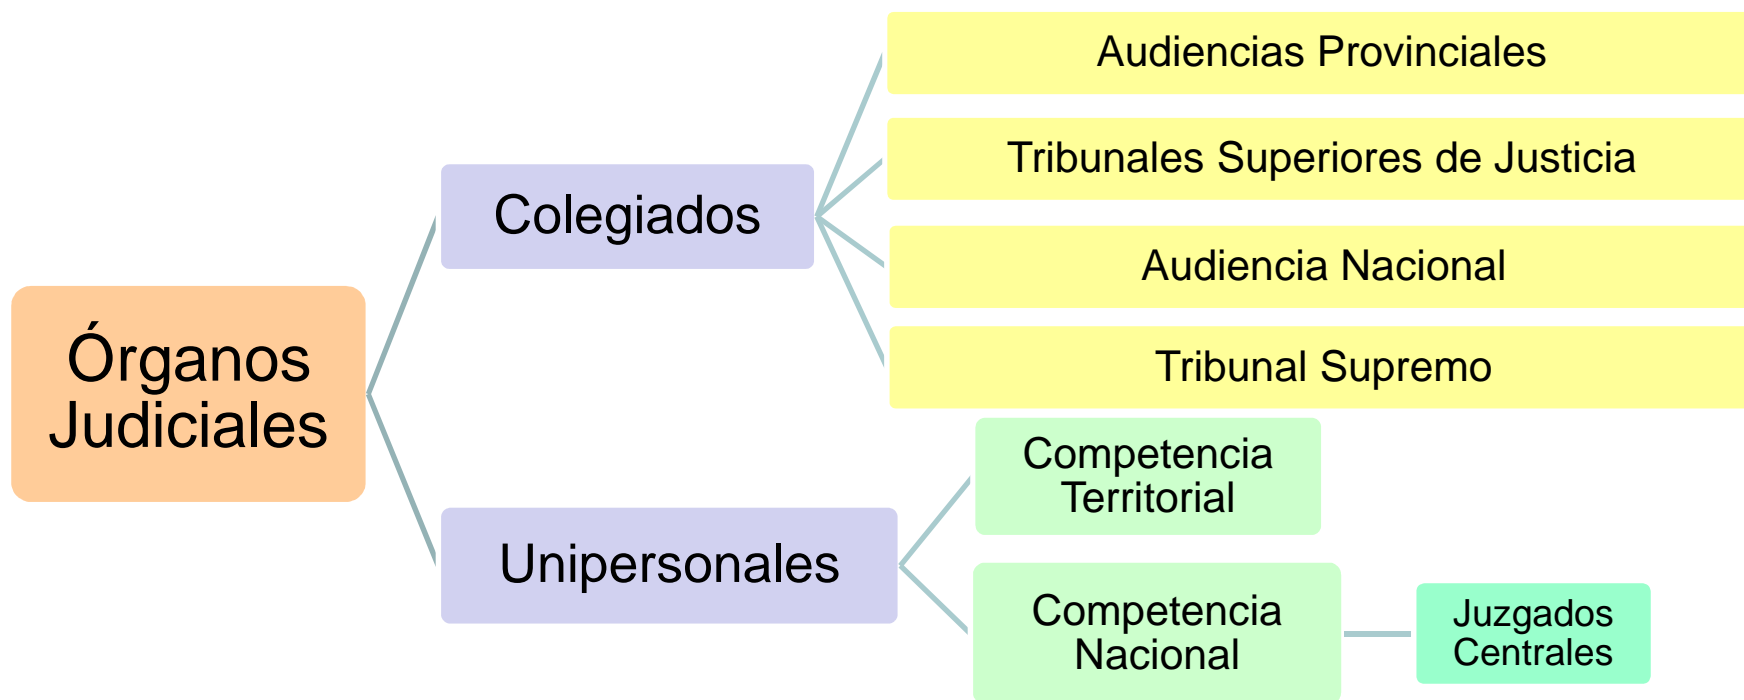 Órganos
Judiciales
Colegiados
Audiencias Provinciales
Tribunales Superiores de Justicia
Audiencia Nacional
Tribunal Supremo
Unipersonales
Competencia
Territorial
Competencia
Nacional
Juzgados
Centrales